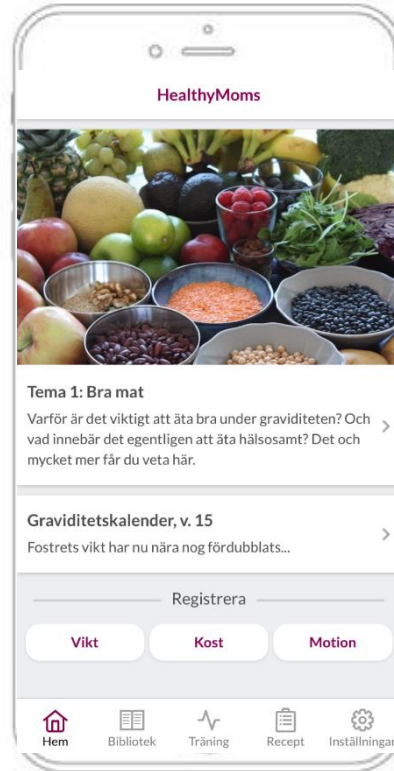 HealthyMoms
Tema 1: Bra mat
Varför är det viktigt att äta bra under graviditeten? Och
vad innebär det egentligen att äta hälsosamt? Det och
mycket mer får du veta här.
Graviditetskalender, v. 15
Fostrets vikt har nu nära nog fördubblats...
Registrera
Vikt Kost Motion
Hem Bibliotek Träning Recept Inställningar